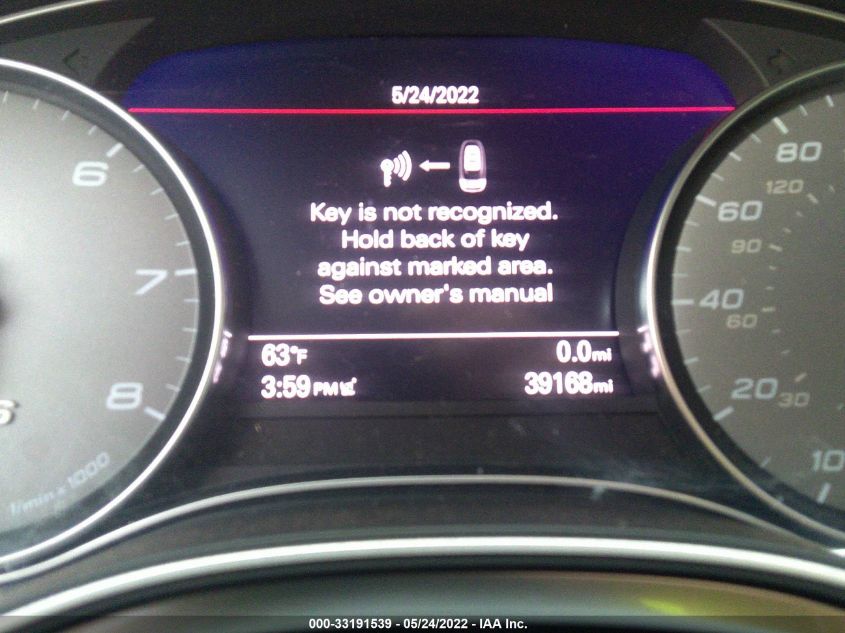 5/24/2022
Key is not recognized.
Hold back of key
against marked area.
See owner's manual
63°F 0.0mi
3:59PM 39168mi
6
7
8
1/min x 1000
S
80
120
60
90
40
60
20
30
10
000-33191539 - 05/24/2022 - IAA Inc.